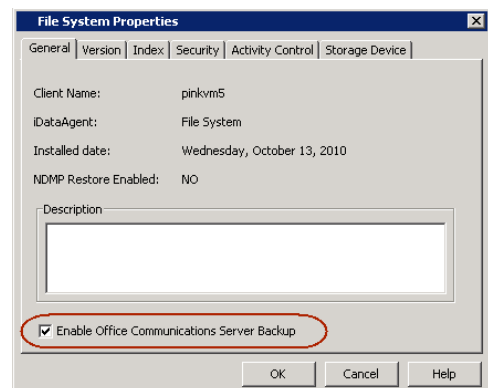 File System Properties
General Version Index Security Activity Control Storage Device
Client Name: pinkvm5
iDataAgent: File System
Installed date: Wednesday, October 13, 2010
NDMP Restore Enabled: NO
Description
Enable Office Communications Server Backup
OK Cancel Help